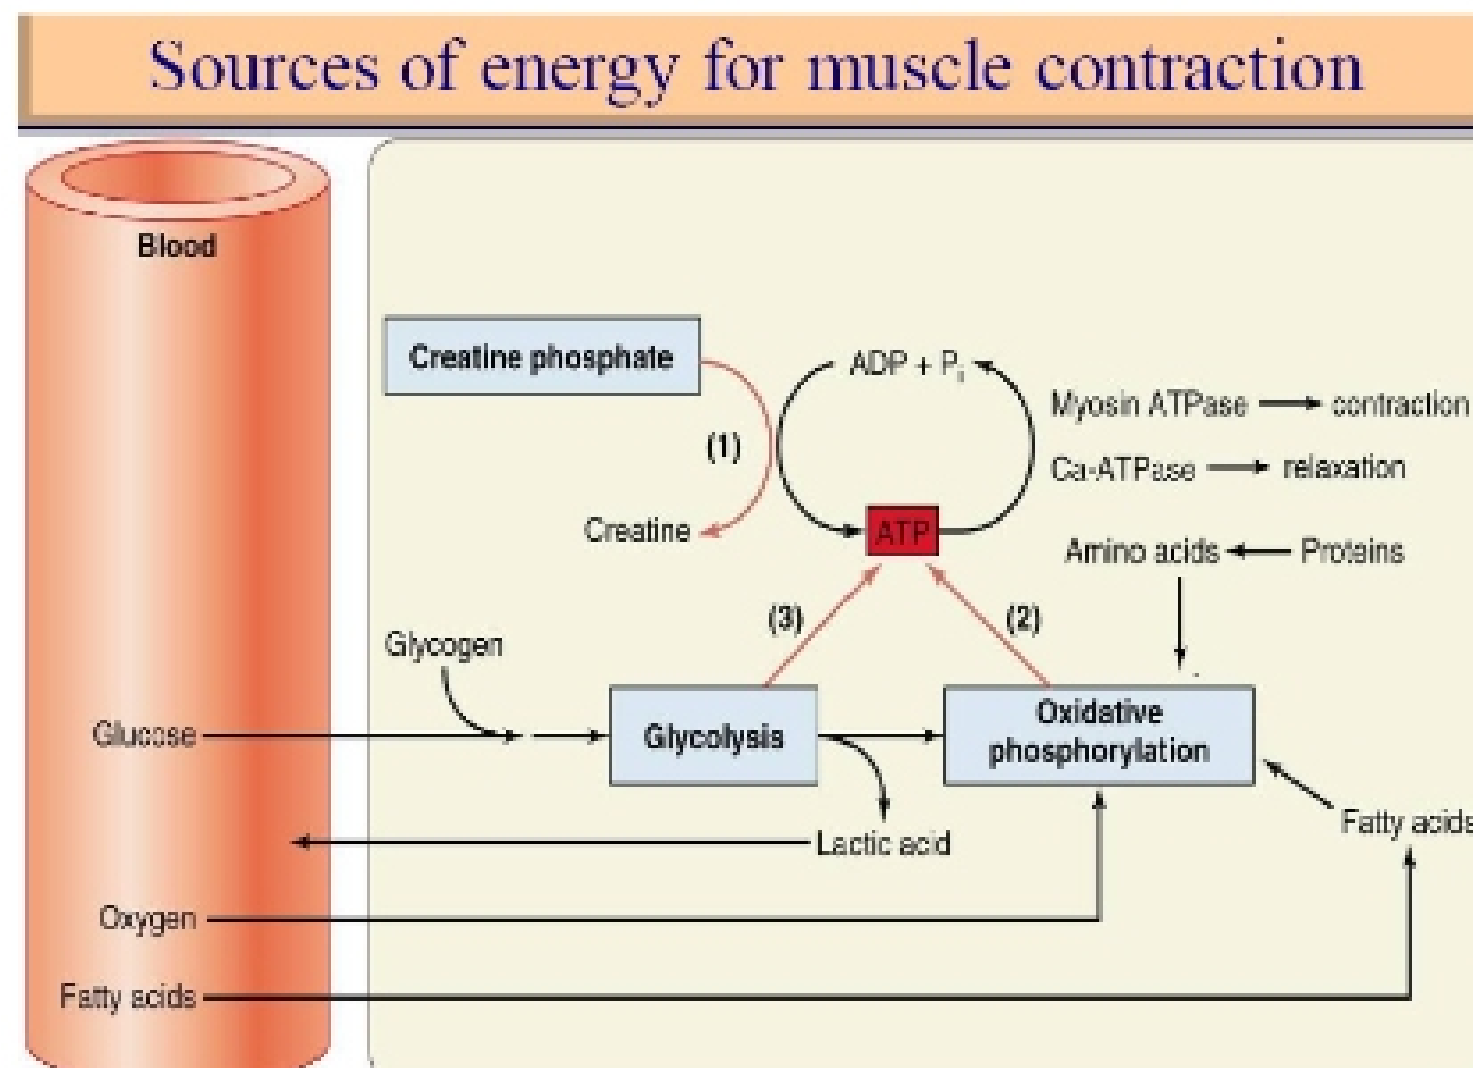 Sources of energy for muscle contraction
Blood
Creatine phosphate
ADP + Pi
Myosin ATPase → contraction
(1)
Ca-ATPase → relaxation
Creatine
ATP
Amino acids ← Proteins
(3)
(2)
Glycogen
Glucose
Glycolysis
Oxidative
phosphorylation
Fatty acids
Lactic acid
Oxygen
Fatty acids